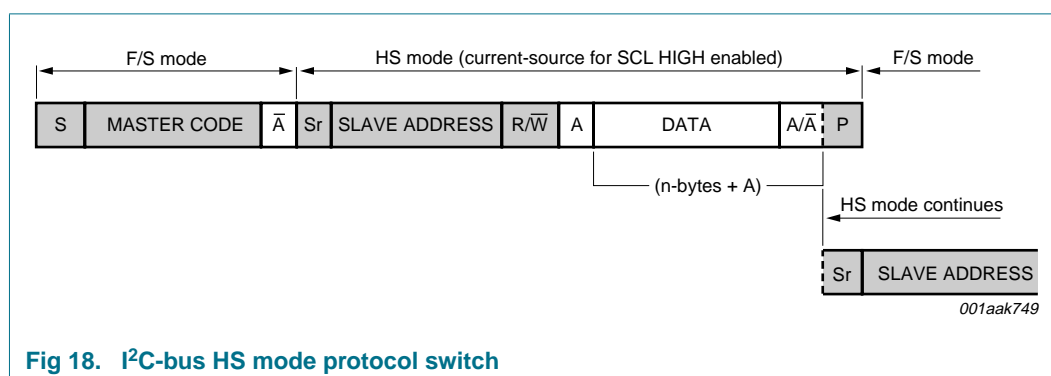 F/S mode HS mode (current-source for SCL HIGH enabled) F/S mode
S MASTER CODE A̅ Sr SLAVE ADDRESS R/W̅ A DATA A/A̅ P
(n-bytes + A)
HS mode continues
Sr SLAVE ADDRESS
001aak749
Fig 18. I²C-bus HS mode protocol switch